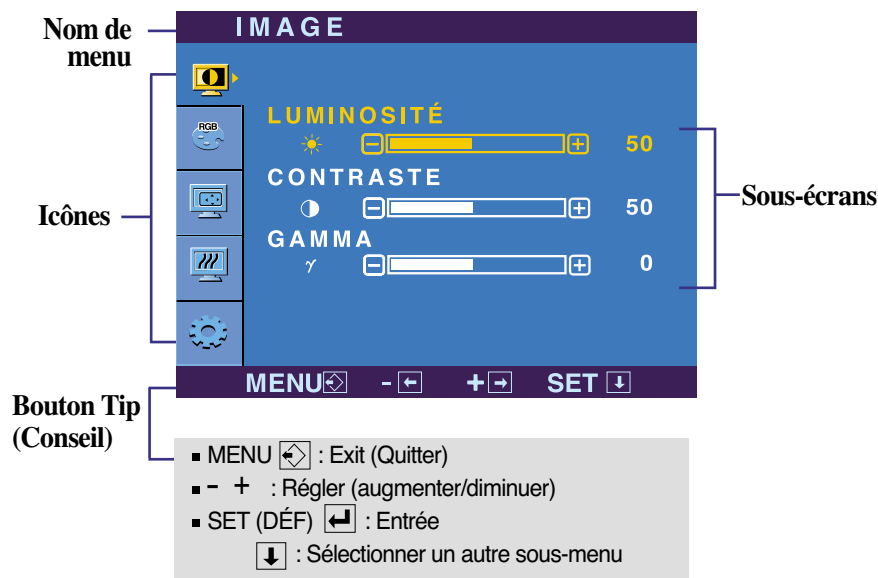 Nom de
menu
IMAGE
RGB
LUMINOSITÉ
50
CONTRASTE
50
GAMMA
γ 0
Icônes
Sous-écrans
MENU - + SET
Bouton Tip
(Conseil)
▪ MENU : Exit (Quitter)
▪ - + : Régler (augmenter/diminuer)
▪ SET (DÉF) : Entrée
: Sélectionner un autre sous-menu